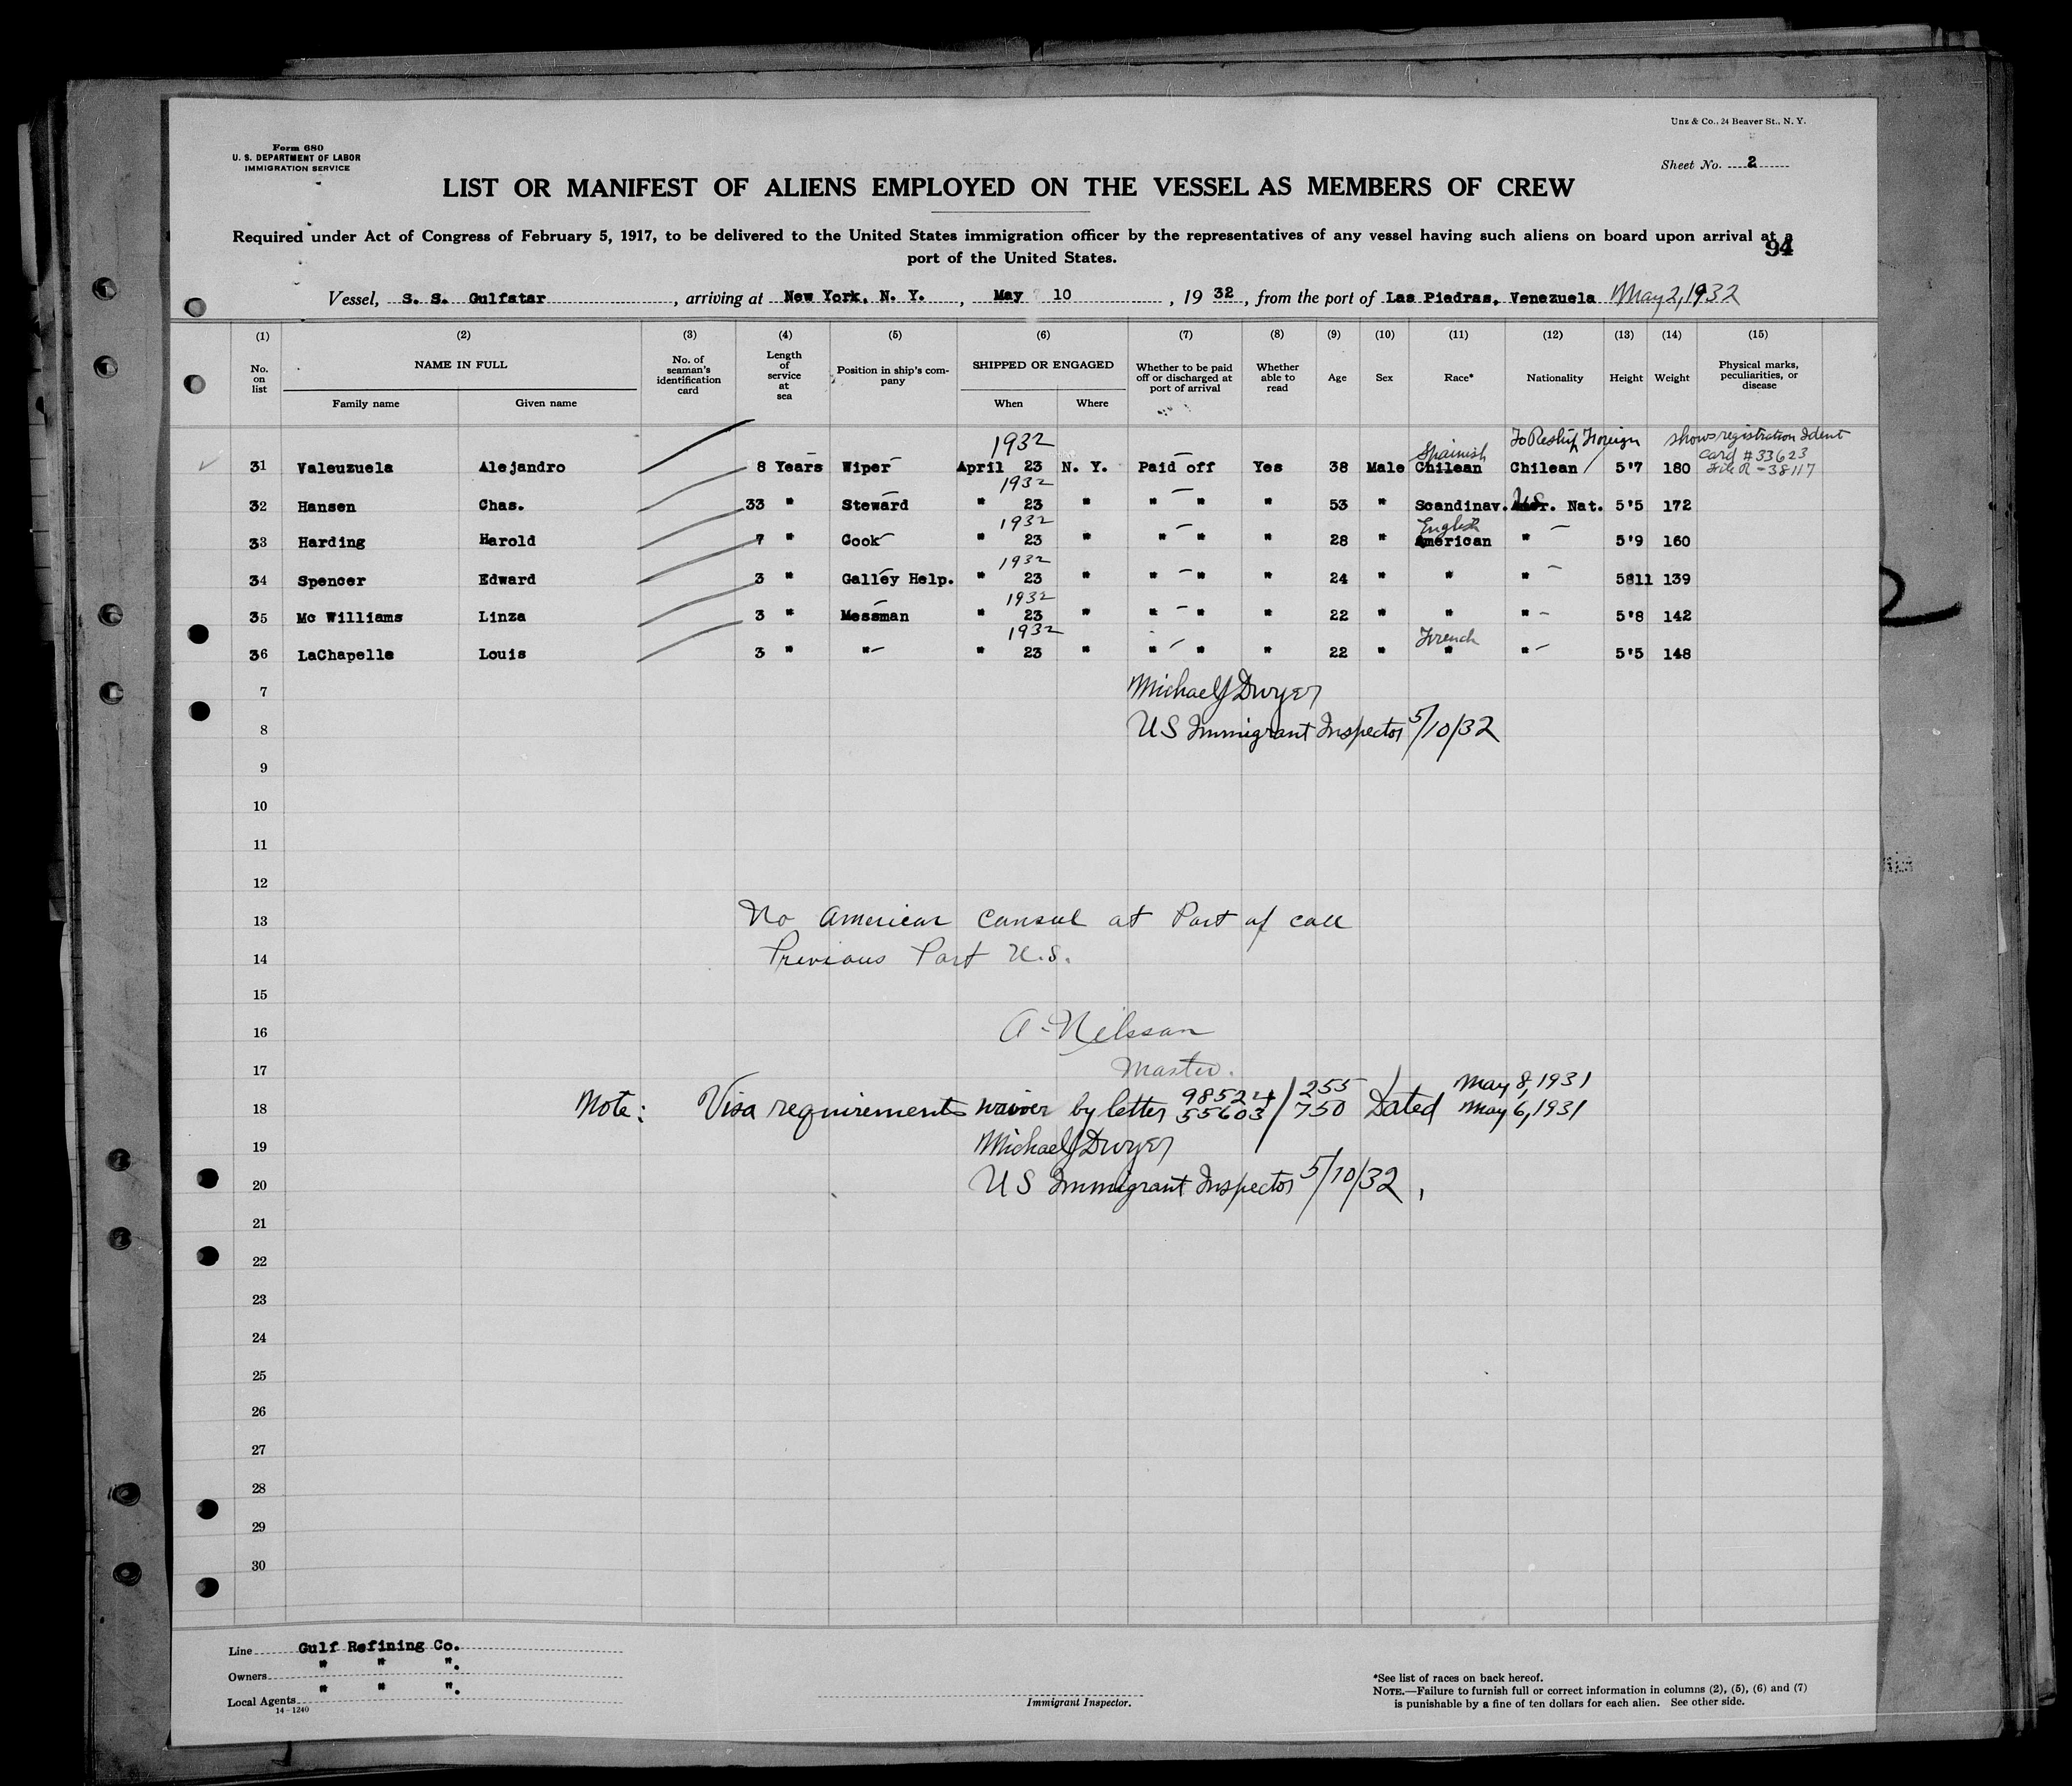 Unz & Co., 24 Beaver St., N. Y.
Form 680
U. S. DEPARTMENT OF LABOR
IMMIGRATION SERVICE
Sheet No. 2
LIST OR MANIFEST OF ALIENS EMPLOYED ON THE VESSEL AS MEMBERS OF CREW
Required under Act of Congress of February 5, 1917, to be delivered to the United States immigration officer by the representatives of any vessel having such aliens on board upon arrival at a
port of the United States.
94
Vessel, S. S. Gulfstar, arriving at New York, N. Y., May 10, 1932, from the port of Las Piedras, Venezuela May 2, 1932
(1) (2) (3) (4) (5) (6) (7) (8) (9) (10) (11) (12) (13) (14) (15)
No. on list NAME IN FULL Family name Given name No. of seaman's identification card Length of service at sea Position in ship's company SHIPPED OR ENGAGED When Where Whether to be paid off or discharged at port of arrival Whether able to read Age Sex Race* Nationality Height Weight Physical marks, peculiarities, or disease
1932 Spainish To Reship Foreign shows registration Ident
Card #33623
File R-38117
31 Valeuzuela Alejandro 8 Years Wiper April 23 N. Y. Paid off Yes 38 Male Chilean Chilean 5'7 180
1932 U.S.
32 Hansen Chas. 33 " Steward " 23 " " " " 53 " Scandinav. Amer. Nat. 5'5 172
1932 English
33 Harding Harold 7 " Cook " 23 " " " " 28 " American " 5'9 160
1932
34 Spencer Edward 3 " Galley Help. " 23 " " " " 24 " " " 5811 139
1932
35 Mc Williams Linza 3 " Messman " 23 " " " " 22 " " " 5'8 142
1932 French
36 LaChapelle Louis 3 " " " 23 " " " " 22 " " " 5'5 148
7 Michael J Dwyer
8 US Immigrant Inspector 5/10/32
9
10
11
12
13 No American Consul at Port of call
14 Previous Port U.S.
15
16 A. Nilsson
17 Master.
18 Note: Visa requirements waiver by letter 98524/255 55603/750 Dated May 8, 1931 May 6, 1931
19 Michael J Dwyer
20 US Immigrant Inspector 5/10/32
21
22
23
24
25
26
27
28
29
30
Line Gulf Refining Co.
Owners " " ".
Local Agents " " ".
14-1240
Immigrant Inspector.
*See list of races on back hereof.
NOTE.—Failure to furnish full or correct information in columns (2), (5), (6) and (7)
is punishable by a fine of ten dollars for each alien. See other side.